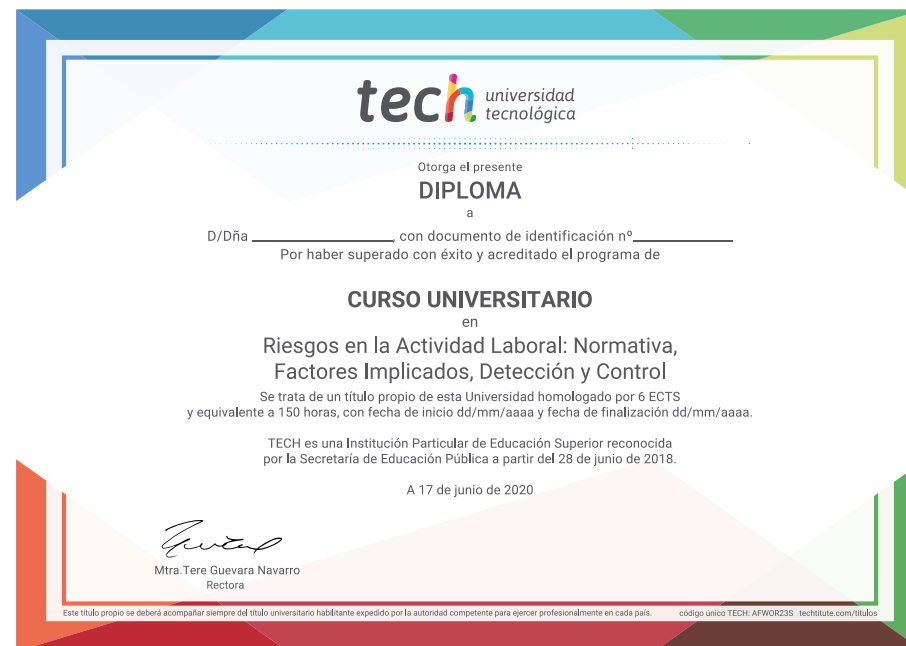 tech universidad
tecnológica
Otorga el presente
DIPLOMA
a
D/Dña ____________________, con documento de identificación nº______________
Por haber superado con éxito y acreditado el programa de
CURSO UNIVERSITARIO
en
Riesgos en la Actividad Laboral: Normativa,
Factores Implicados, Detección y Control
Se trata de un título propio de esta Universidad homologado por 6 ECTS
y equivalente a 150 horas, con fecha de inicio dd/mm/aaaa y fecha de finalización dd/mm/aaaa.
TECH es una Institución Particular de Educación Superior reconocida
por la Secretaría de Educación Pública a partir del 28 de junio de 2018.
A 17 de junio de 2020
Mtra.Tere Guevara Navarro
Rectora
Este título propio se deberá acompañar siempre del título universitario habilitante expedido por la autoridad competente para ejercer profesionalmente en cada país. código único TECH: AFWOR23S techtitute.com/títulos